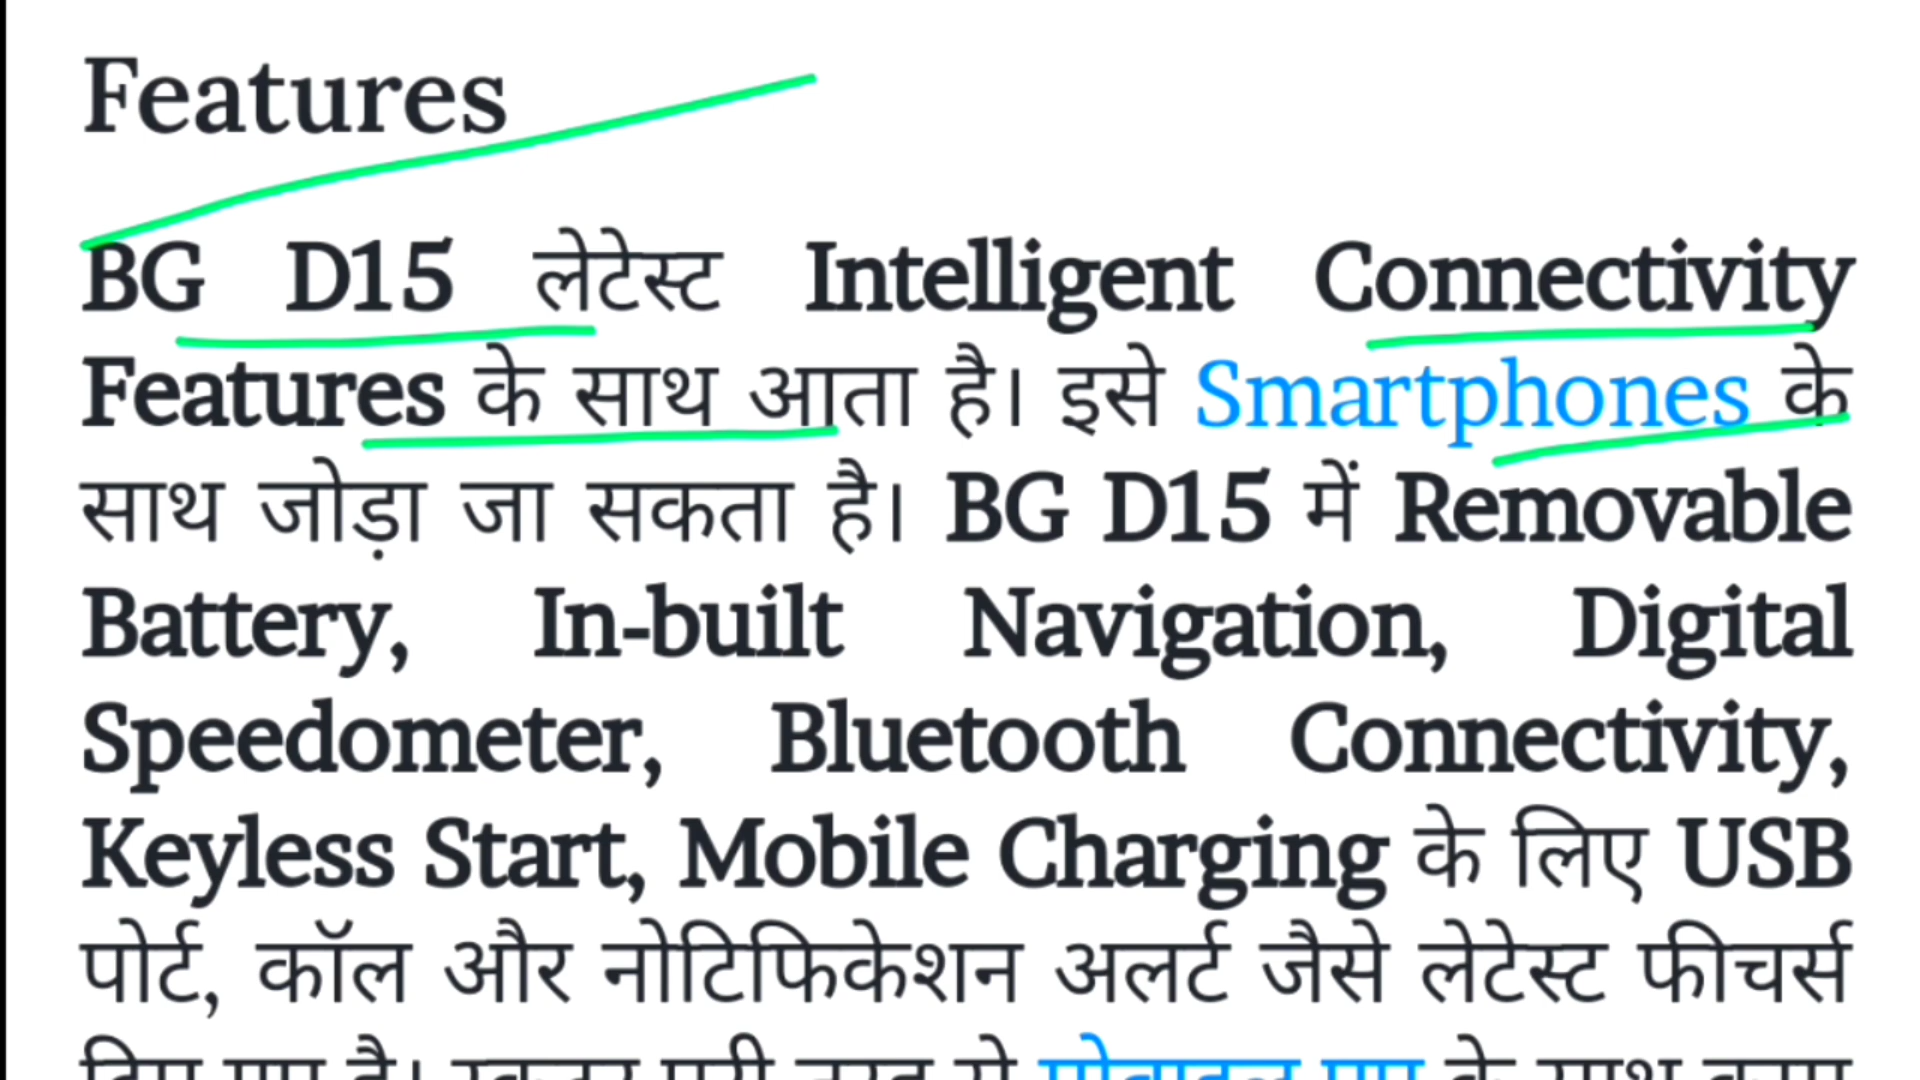 Features
BG D15 लेटेस्ट Intelligent Connectivity
Features के साथ आता है। इसे Smartphones के
साथ जोड़ा जा सकता है। BG D15 में Removable
Battery, In-built Navigation, Digital
Speedometer, Bluetooth Connectivity,
Keyless Start, Mobile Charging के लिए USB
पोर्ट, कॉल और नोटिफिकेशन अलर्ट जैसे लेटेस्ट फीचर्स